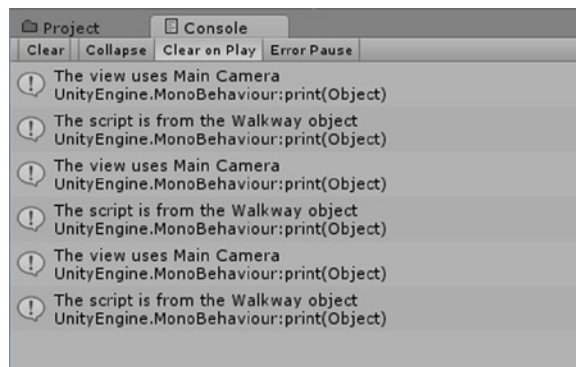 Project Console
Clear Collapse Clear on Play Error Pause
The view uses Main Camera
UnityEngine.MonoBehaviour:print(Object)
The script is from the Walkway object
UnityEngine.MonoBehaviour:print(Object)
The view uses Main Camera
UnityEngine.MonoBehaviour:print(Object)
The script is from the Walkway object
UnityEngine.MonoBehaviour:print(Object)
The view uses Main Camera
UnityEngine.MonoBehaviour:print(Object)
The script is from the Walkway object
UnityEngine.MonoBehaviour:print(Object)